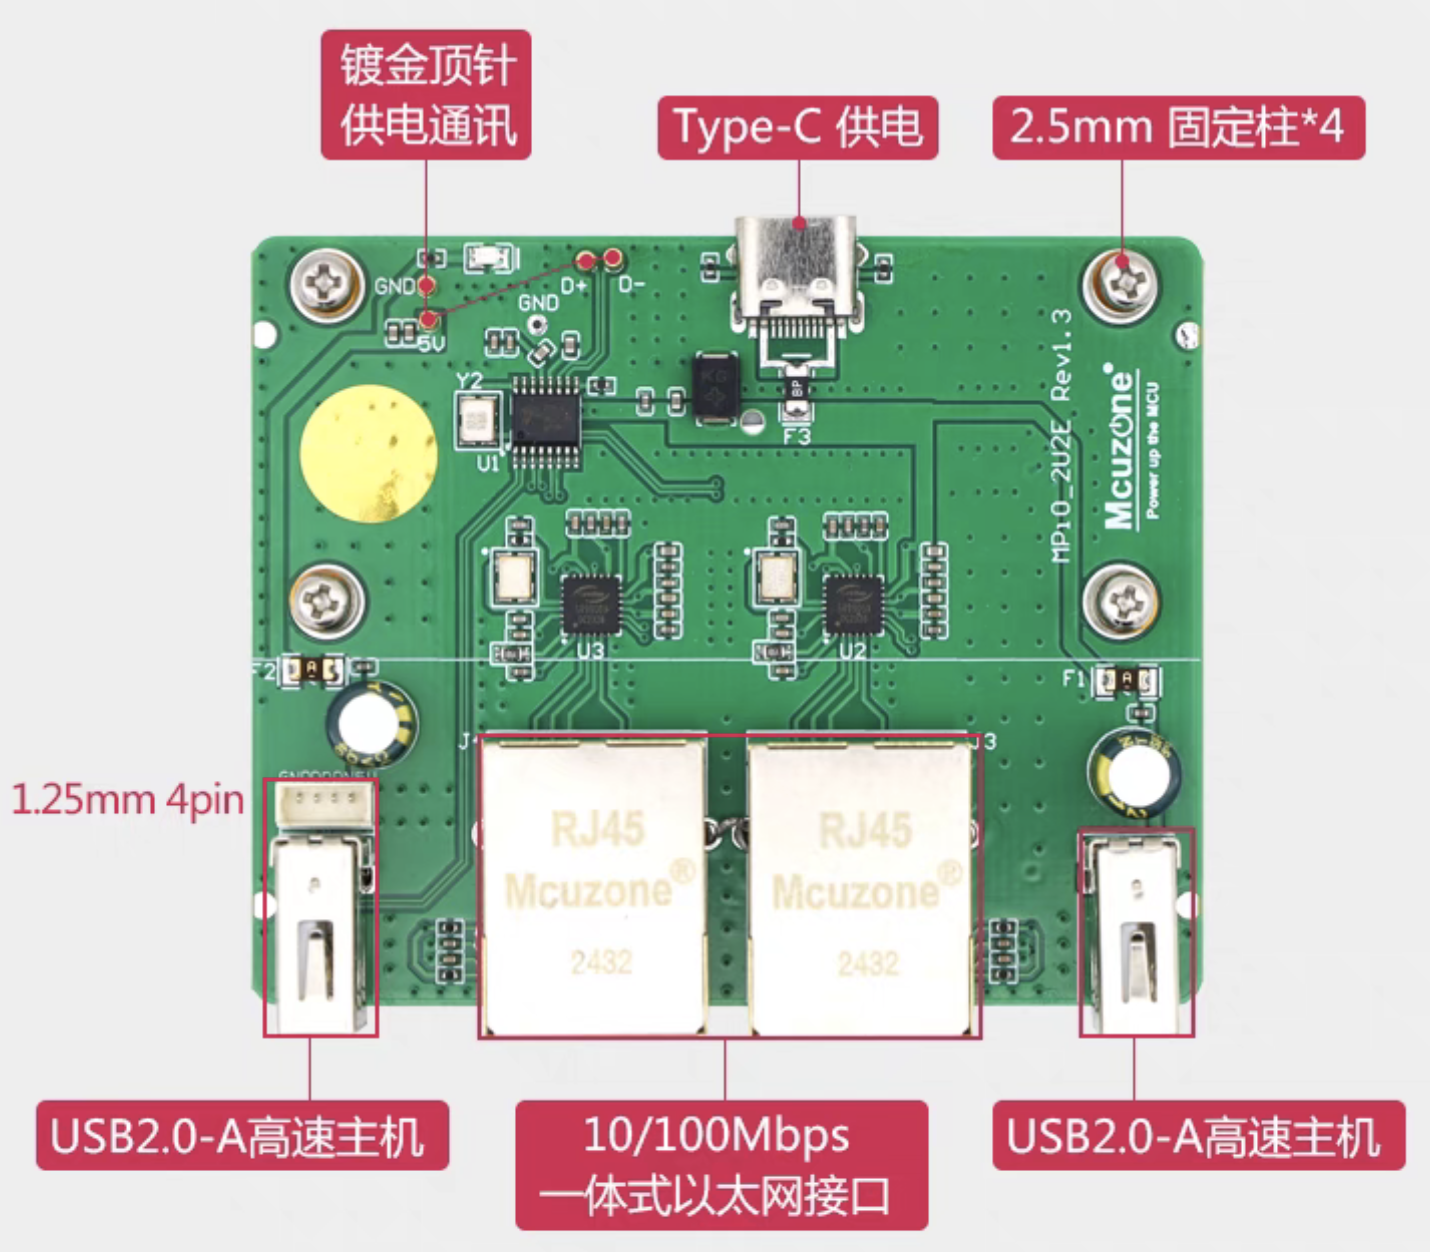 镀金顶针
供电通讯
Type-C 供电
2.5mm 固定柱*4
GND
D+
D-
GND
5V
Y2
U1
KG
BP
F3
MPi0_2U2E Rev1.3
Mcuzone®
Power up the MCU
U3
U2
F2
A
F1
A
J3
1.25mm 4pin
RJ45
Mcuzone®
2432
RJ45
Mcuzone®
2432
USB2.0-A高速主机
10/100Mbps
一体式以太网接口
USB2.0-A高速主机